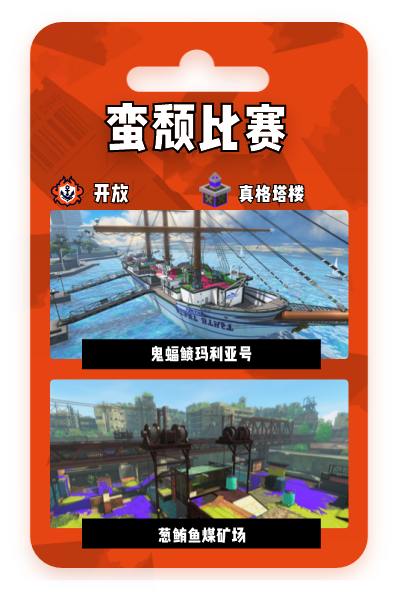 蛮颓比赛
开放
真格塔楼
鬼蝠鲼玛利亚号
葱鲔鱼煤矿场